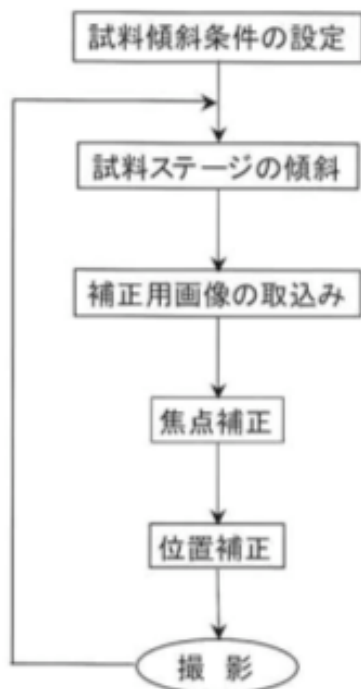 試料傾斜条件の設定
試料ステージの傾斜
補正用画像の取込み
焦点補正
位置補正
撮 影